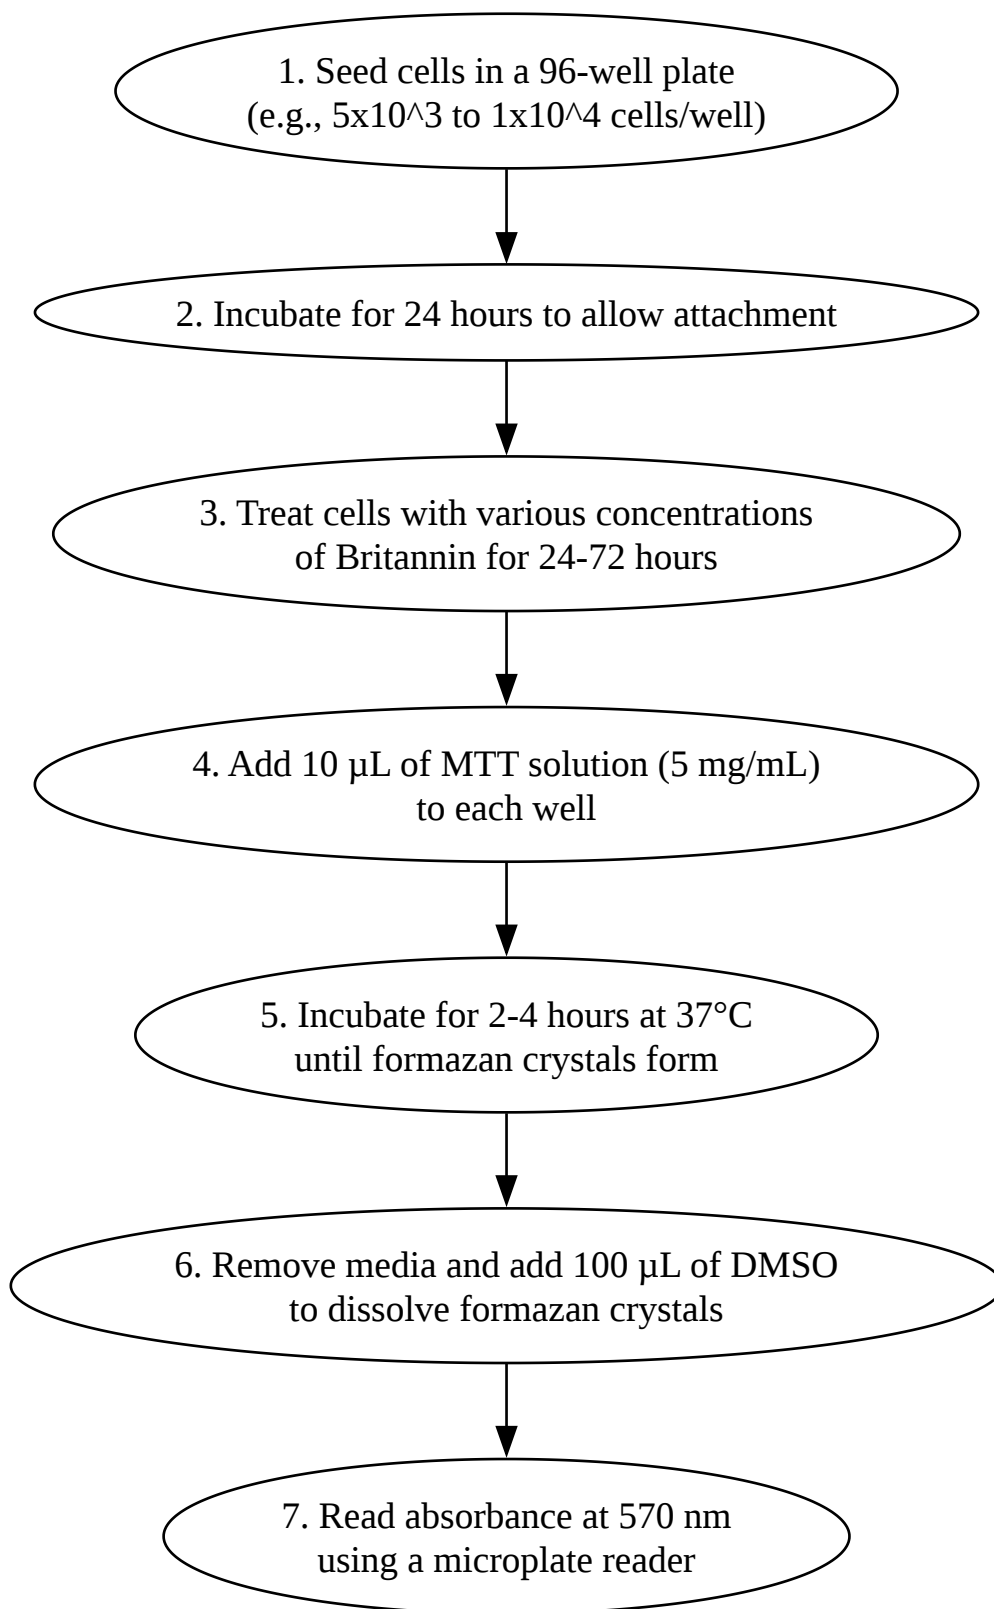 1. Seed cells in a 96-well plate
(e.g., 5x10^3 to 1x10^4 cells/well)
2. Incubate for 24 hours to allow attachment
3. Treat cells with various concentrations
of Britannin for 24-72 hours
4. Add 10 µL of MTT solution (5 mg/mL)
to each well
5. Incubate for 2-4 hours at 37°C
until formazan crystals form
6. Remove media and add 100 µL of DMSO
to dissolve formazan crystals
7. Read absorbance at 570 nm
using a microplate reader